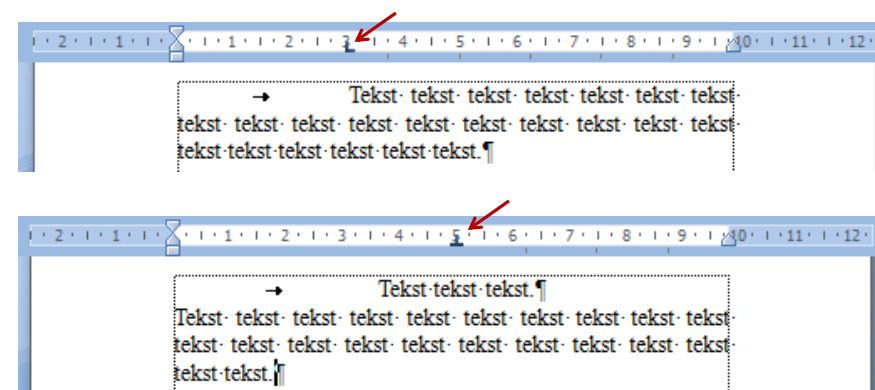 2 1 1 2 3 4 5 6 7 8 9 10 11 12
→ Tekst· tekst· tekst· tekst· tekst· tekst· tekst·
tekst· tekst· tekst· tekst· tekst· tekst· tekst· tekst· tekst· tekst·
tekst·tekst·tekst·tekst·tekst·tekst.¶
2 1 1 2 3 4 5 6 7 8 9 10 11 12
→ Tekst·tekst·tekst.¶
Tekst· tekst· tekst· tekst· tekst· tekst· tekst· tekst· tekst· tekst·
tekst· tekst· tekst· tekst· tekst· tekst· tekst· tekst· tekst· tekst·
tekst·tekst.¶